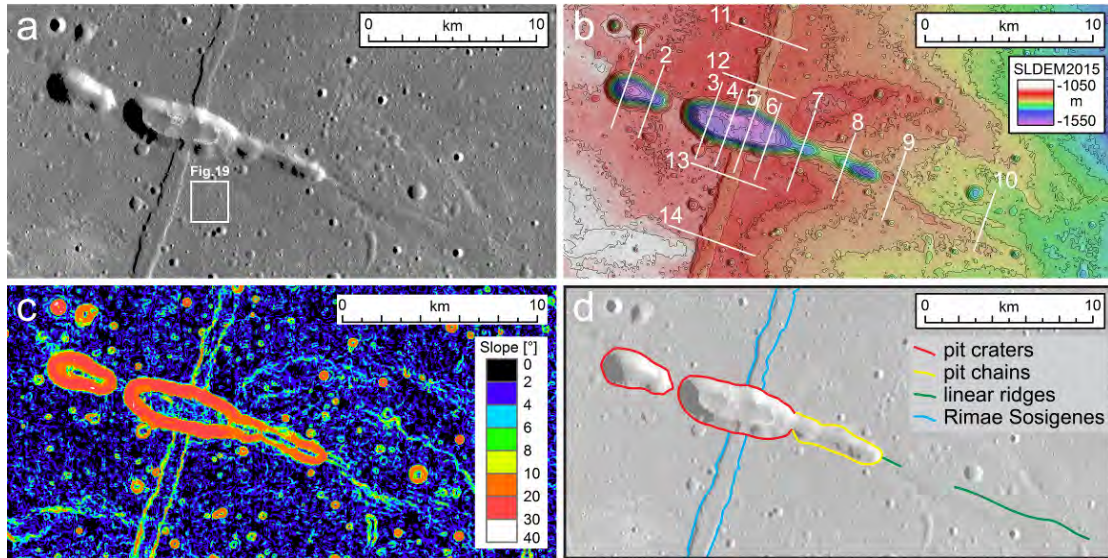 a
km
0 10
Fig.19
b
km
0 10
SLDEM2015
-1050
m
-1550
1
2
3
4
5
6
7
8
9
10
11
12
13
14
c
km
0 10
Slope [°]
0
2
4
6
8
10
20
30
40
d
km
0 10
pit craters
pit chains
linear ridges
Rimae Sosigenes